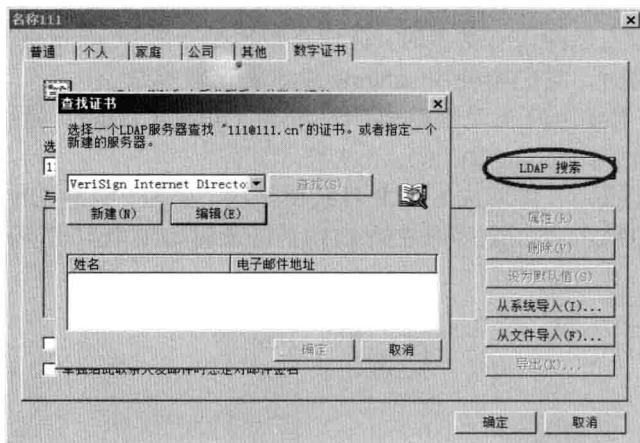 名称111
普通 个人 家庭 公司 其他 数字证书
查找证书
选择一个LDAP服务器查找 "111@111.cn"的证书。或者指定一个
新建的服务器。
选
VeriSign Internet Directo
查找(S)
LDAP 搜索
与
新建(N)
编辑(E)
属性(R)
删除(V)
设为默认值(S)
姓名
电子邮件地址
从系统导入(I)...
从文件导入(F)...
导出(X)...
确定
取消
确定
取消